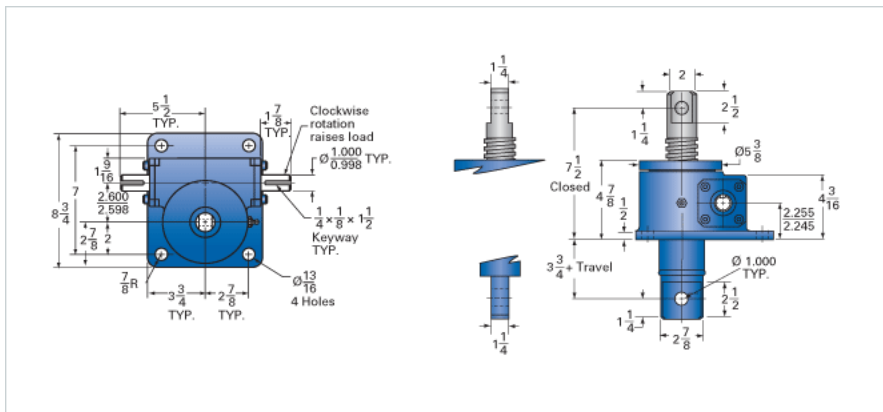 5 1/2
TYP.
1 7/8
TYP.
Clockwise
rotation
raises load
Ø 1.000/0.998 TYP.
1 9/16
7
8 3/4
2.600
2.598
2 7/8
2
1/4 × 1/8 × 1 1/2
Keyway
TYP.
7/8 R
3 3/4
TYP.
2 7/8
TYP.
Ø 13/16
4 Holes
1 1/4
1 1/4
2
2 1/2
1 1/4
7 1/2
Closed
Ø5 3/8
4 7/8
1/2
4 3/16
2.255
2.245
3 3/4 + Travel
Ø 1.000
TYP.
2 1/2
1 1/4
2 7/8